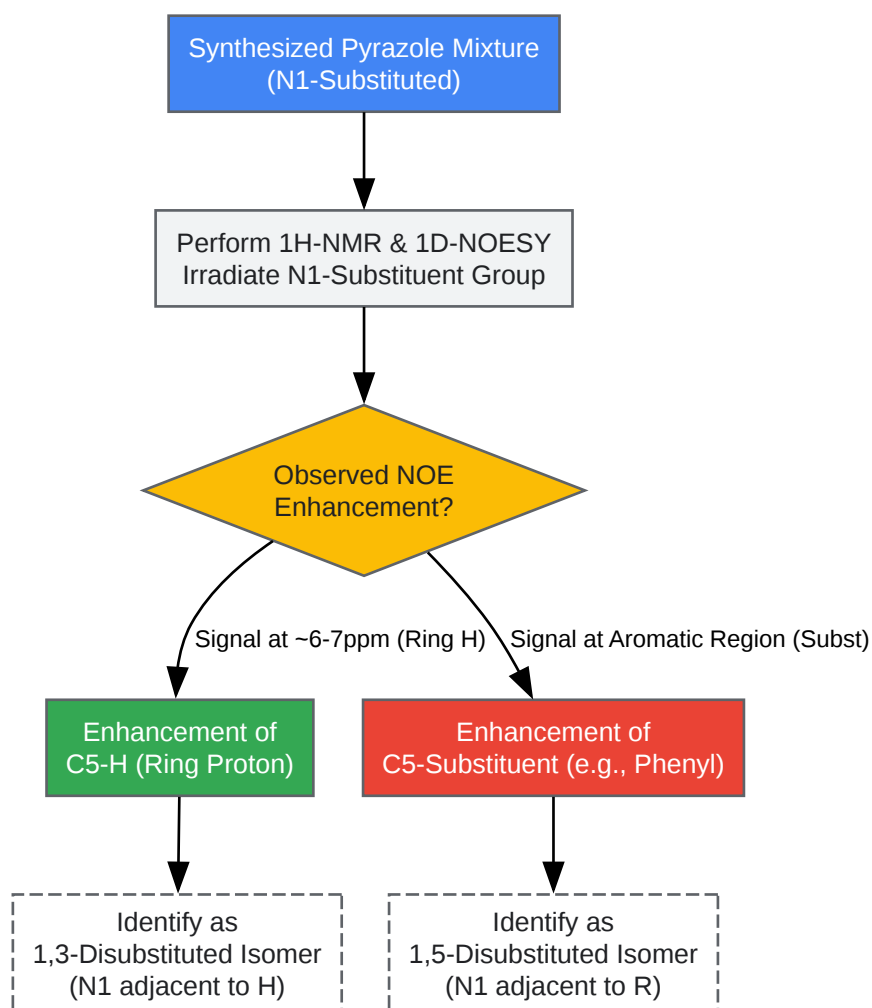 Synthesized Pyrazole Mixture
(N1-Substituted)
Perform 1H-NMR & 1D-NOESY
Irradiate N1-Substituent Group
Observed NOE
Enhancement?
Signal at ~6-7ppm (Ring H)
Signal at Aromatic Region (Subst)
Enhancement of
C5-H (Ring Proton)
Enhancement of
C5-Substituent (e.g., Phenyl)
Identify as
1,3-Disubstituted Isomer
(N1 adjacent to H)
Identify as
1,5-Disubstituted Isomer
(N1 adjacent to R)